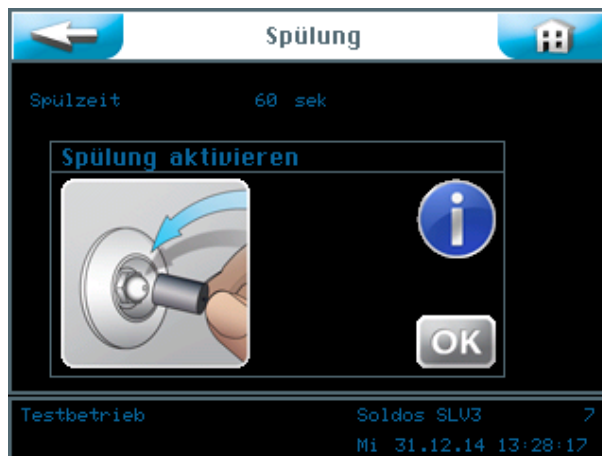 Spülung
Spülzeit 60 sek
Spülung aktivieren
i
OK
Testbetrieb Soldos SLV3 7
Mi 31.12.14 13:28:17